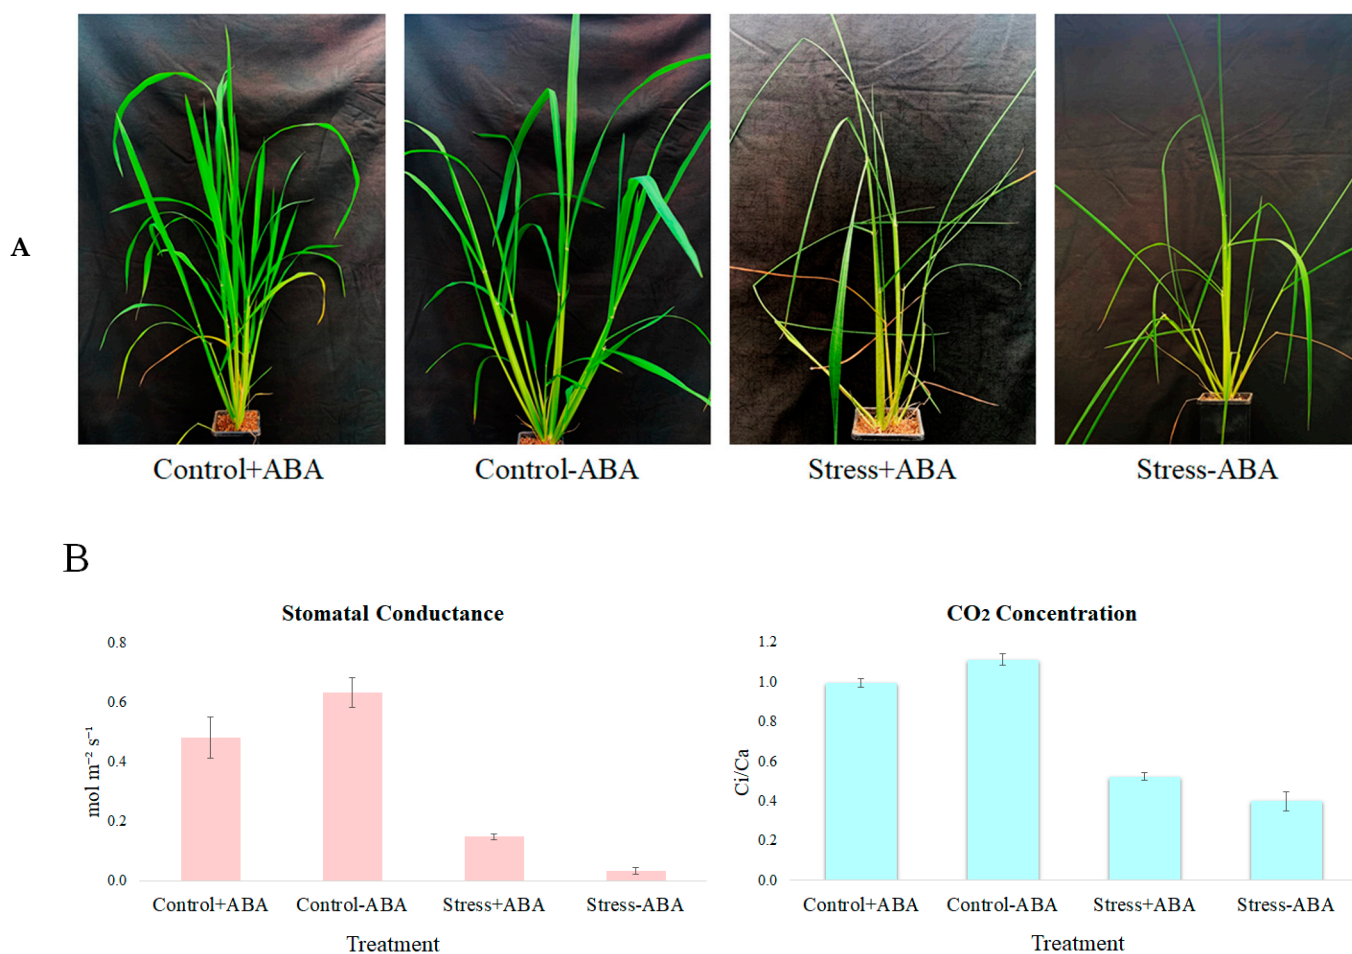 A
Control+ABA
Control-ABA
Stress+ABA
Stress-ABA
B
Stomatal Conductance
mol m⁻² s⁻¹
0.8
0.6
0.4
0.2
0.0
Control+ABA
Control-ABA
Stress+ABA
Stress-ABA
Treatment
CO₂ Concentration
Ci/Ca
1.2
1.0
0.8
0.6
0.4
0.2
0.0
Control+ABA
Control-ABA
Stress+ABA
Stress-ABA
Treatment